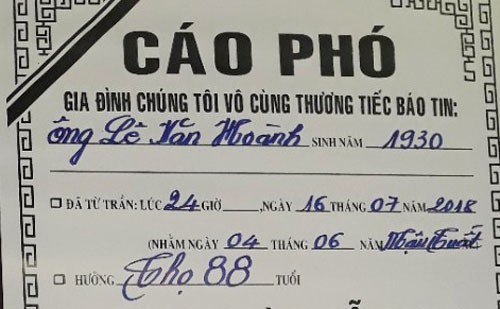 CÁO PHÓ
GIA ĐÌNH CHÚNG TÔI VÔ CÙNG THƯƠNG TIẾC BÁO TIN:
Ông Lê Văn Hoành SINH NĂM 1930
ĐÃ TỪ TRẦN: LÚC 24 GIỜ, NGÀY 16 THÁNG 07 NĂM 2018
(NHẰM NGÀY 04 THÁNG 06 NĂM Mậu Tuất)
HƯỞNG Thọ 88 TUỔI